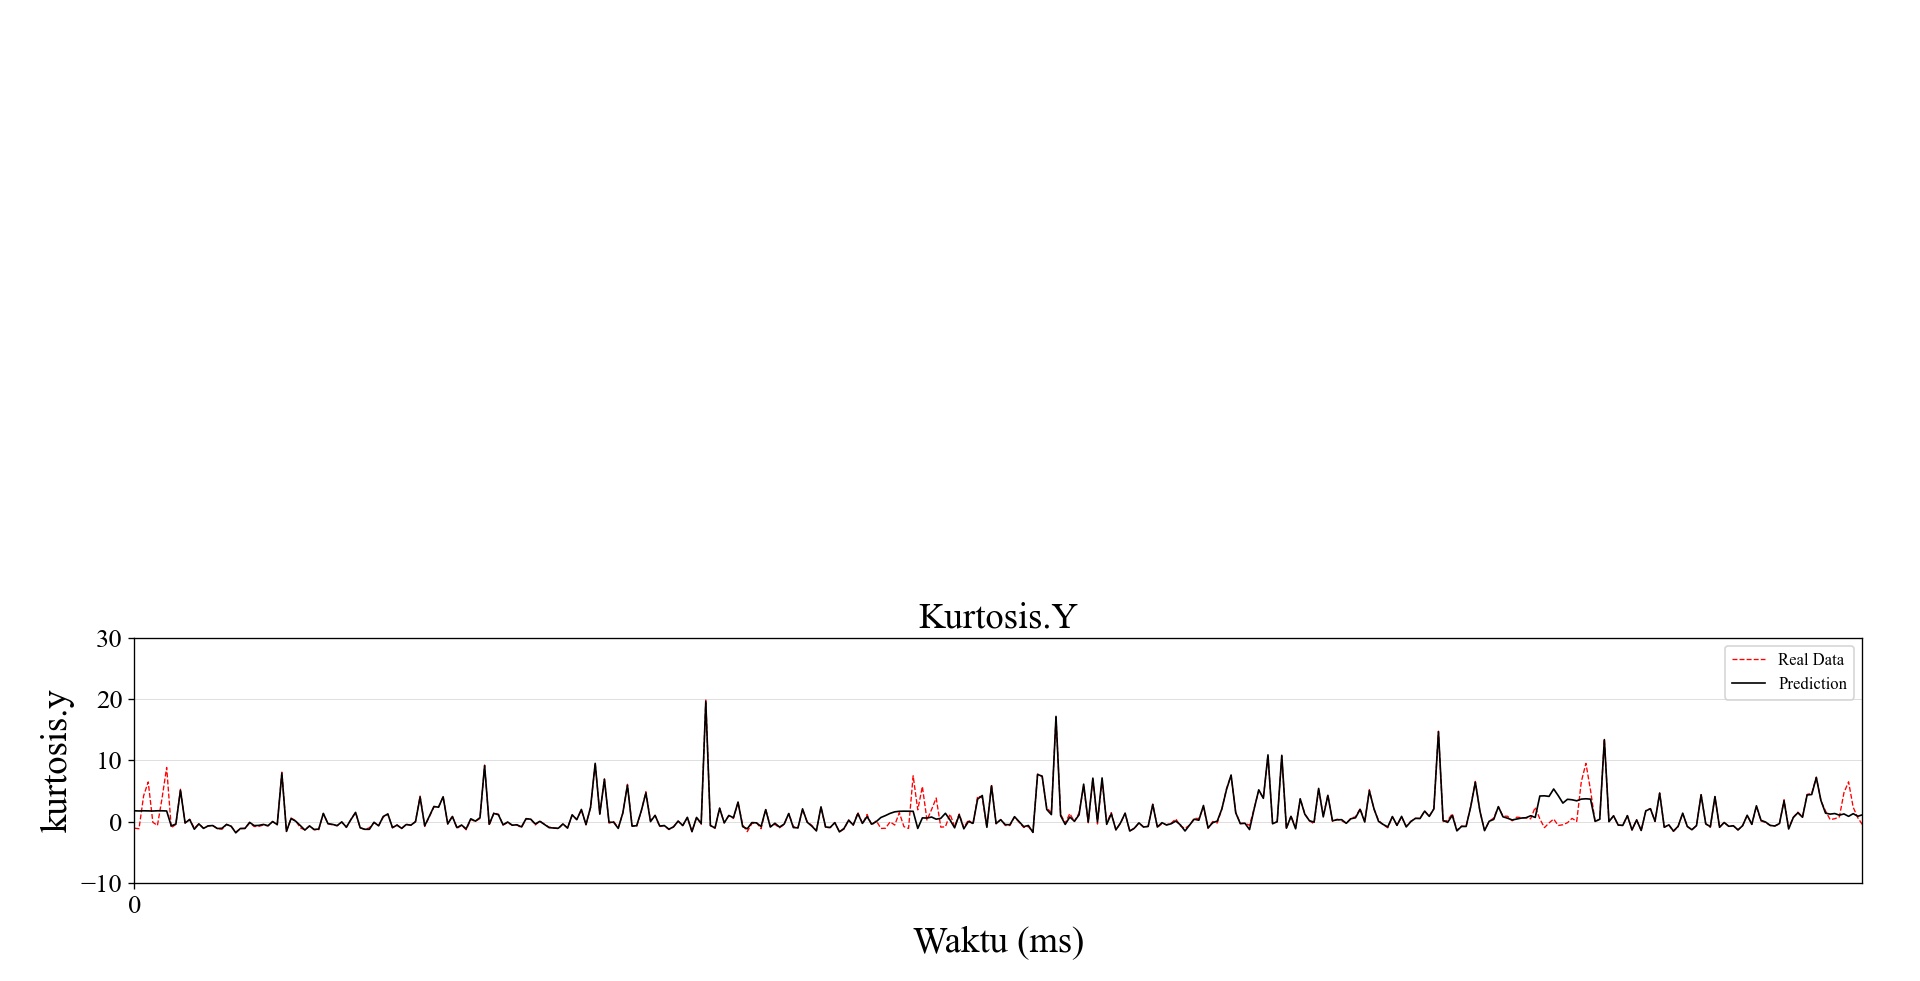 Kurtosis.Y
30
20
10
0
−10
kurtosis.y
Real Data
Prediction
0
Waktu (ms)